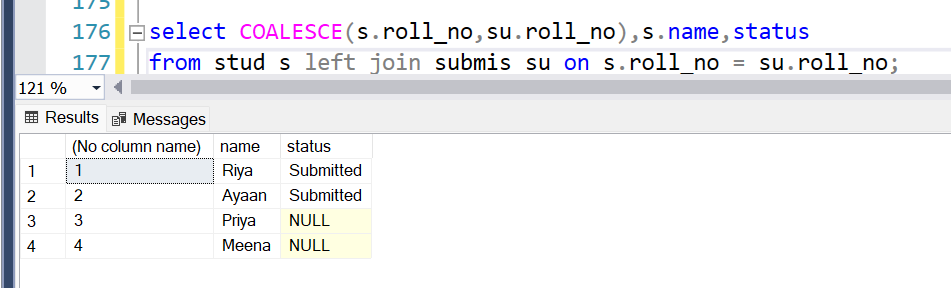 175
176 select COALESCE(s.roll_no,su.roll_no),s.name,status
177 from stud s left join submis su on s.roll_no = su.roll_no;
121 %
Results Messages
(No column name) name status
1 1 Riya Submitted
2 2 Ayaan Submitted
3 3 Priya NULL
4 4 Meena NULL